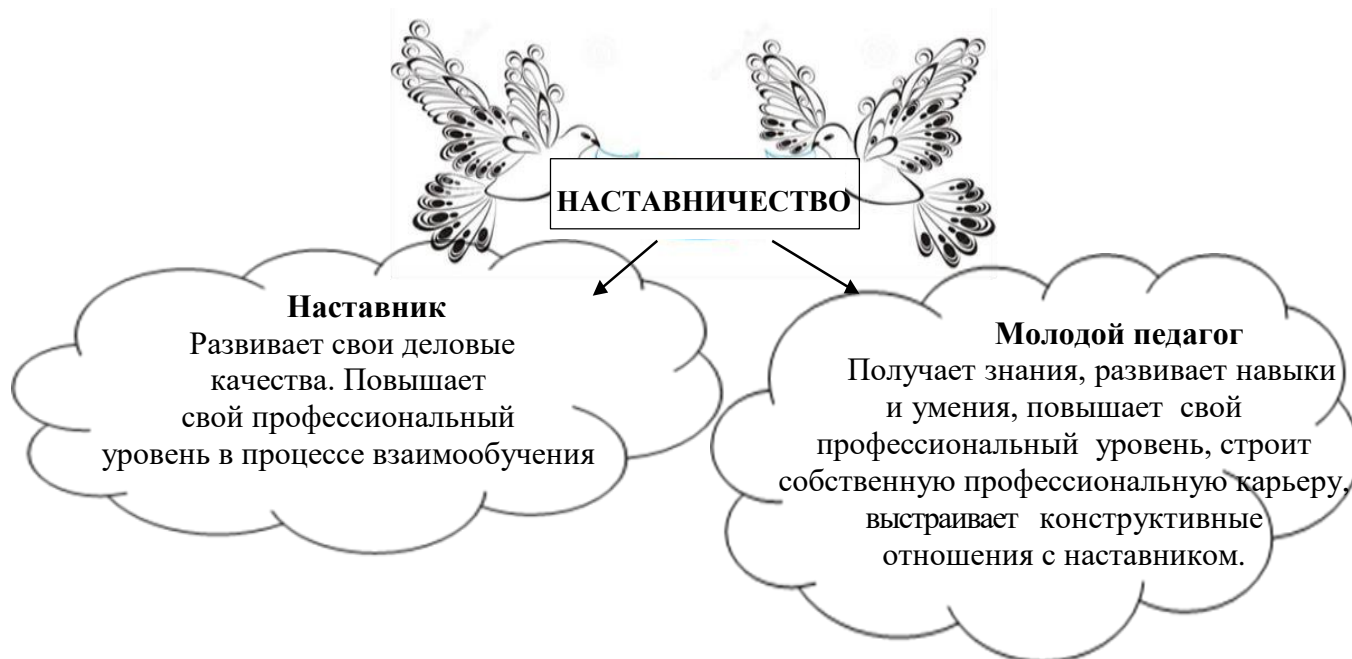 НАСТАВНИЧЕСТВО
Наставник
Развивает свои деловые
качества. Повышает
свой профессиональный
уровень в процессе взаимообучения
Молодой педагог
Получает знания, развивает навыки
и умения, повышает свой
профессиональный уровень, строит
собственную профессиональную карьеру,
выстраивает конструктивные
отношения с наставником.